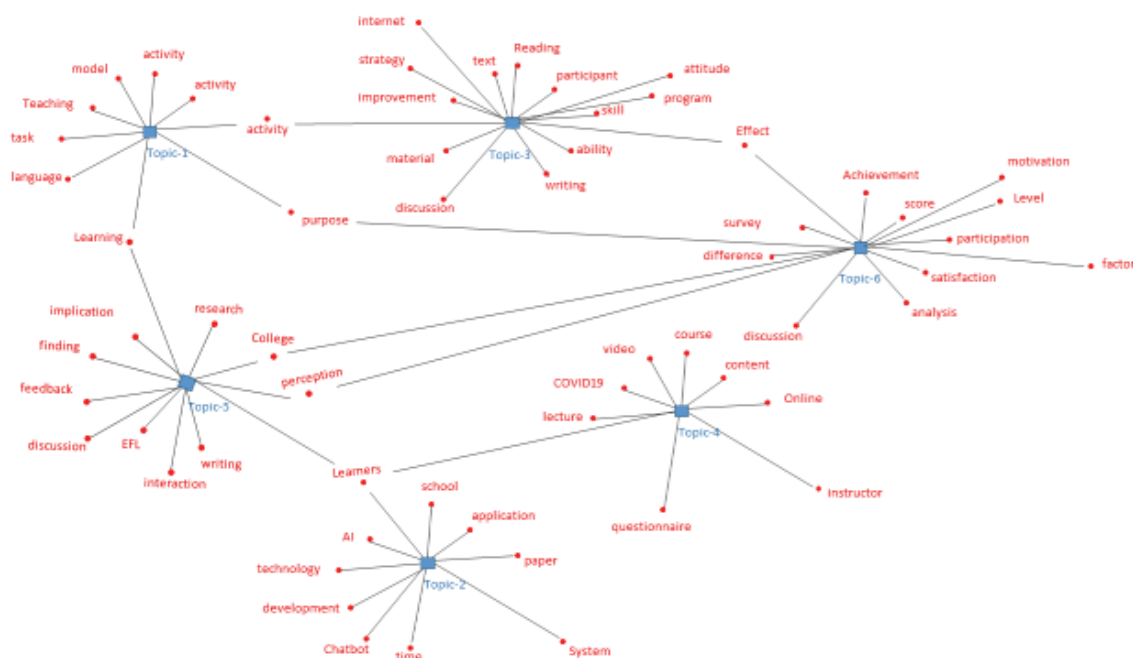 internet
Reading
activity
text
attitude
strategy
model
participant
activity
improvement
program
Teaching
skill
activity
Effect
task
Topic-1
material
Topic-3
ability
motivation
language
writing
Achievement
discussion
score
Level
purpose
survey
Learning
participation
difference
factor
Topic-6
satisfaction
implication
research
analysis
College
discussion
finding
course
video
content
perception
COVID19
feedback
Online
Topic-5
lecture
Topic-4
discussion
EFL
writing
Learners
interaction
school
instructor
application
questionnaire
AI
paper
technology
Topic-2
development
Chatbot
time
System